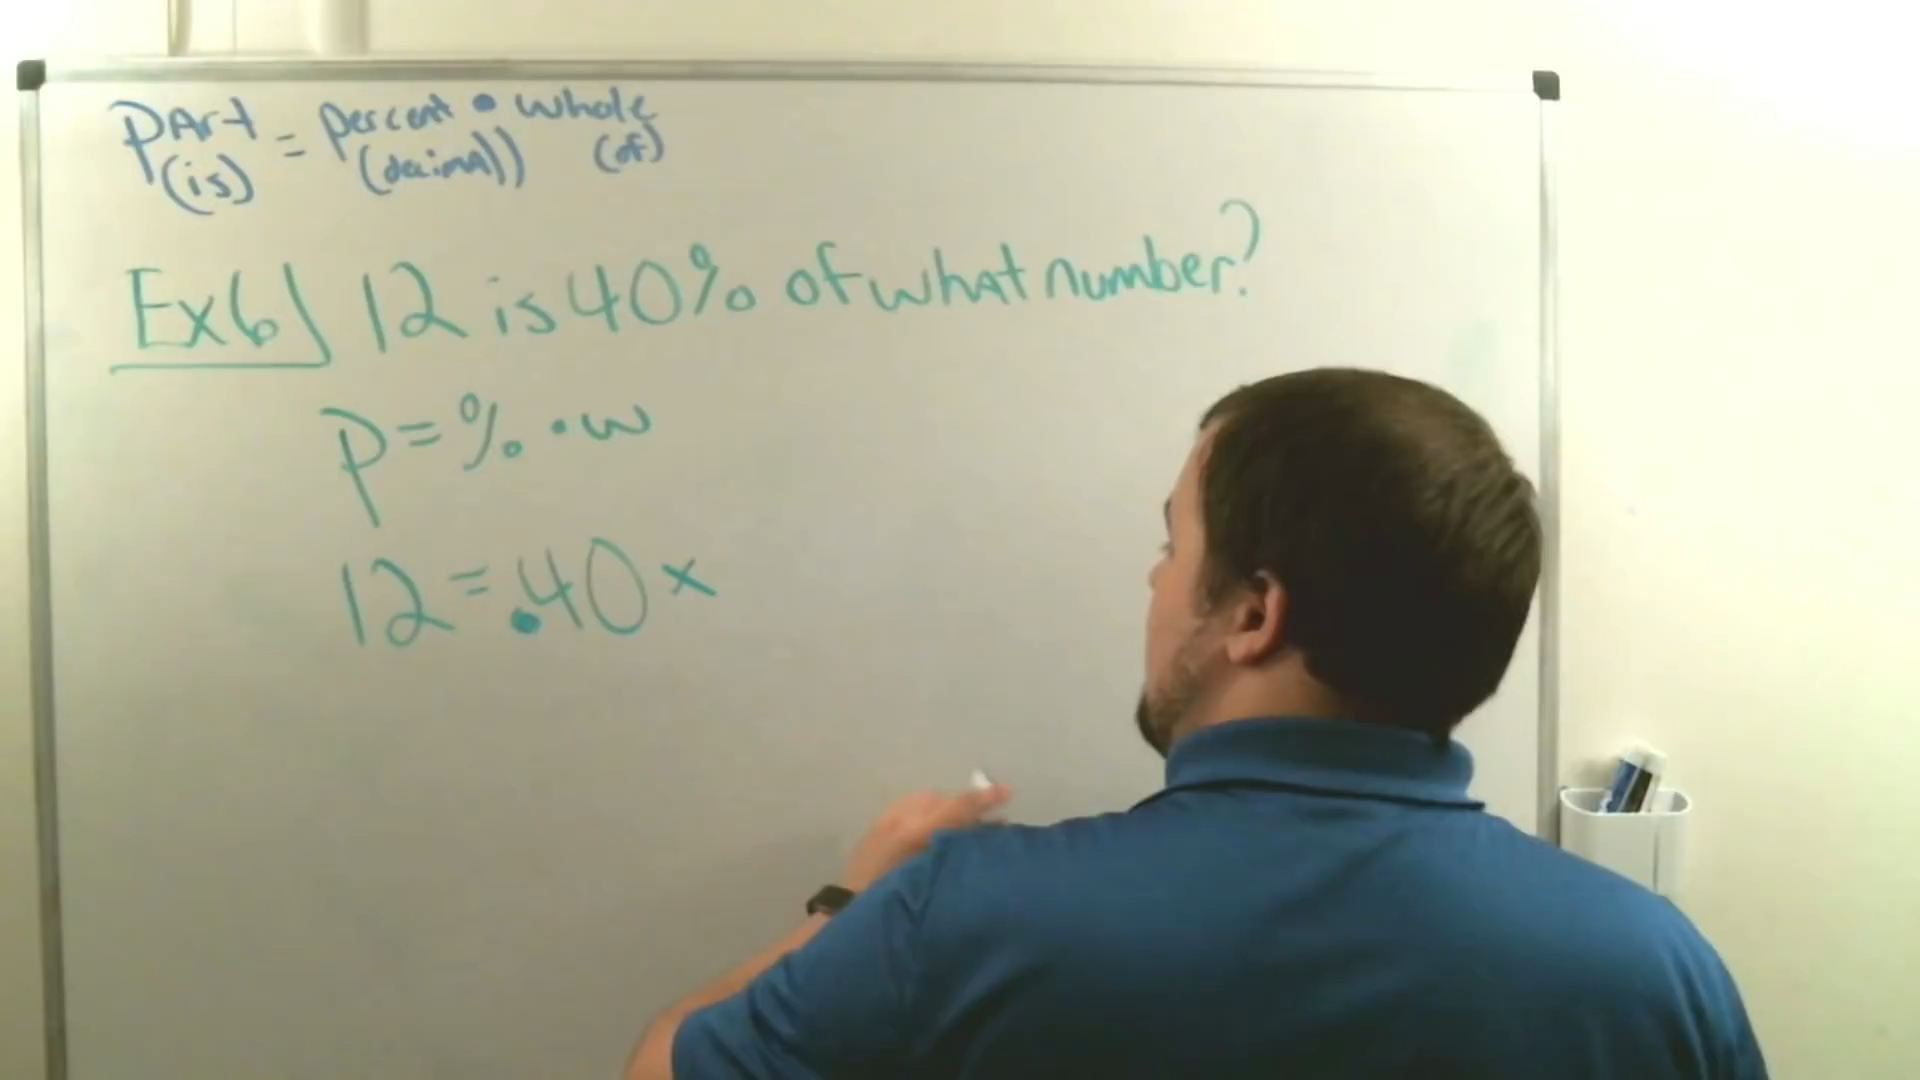 PArt = percent • whole
(is) (decimAl) (of)
Ex6) 12 is 40% of what number?
P = % • w
12 = .40x